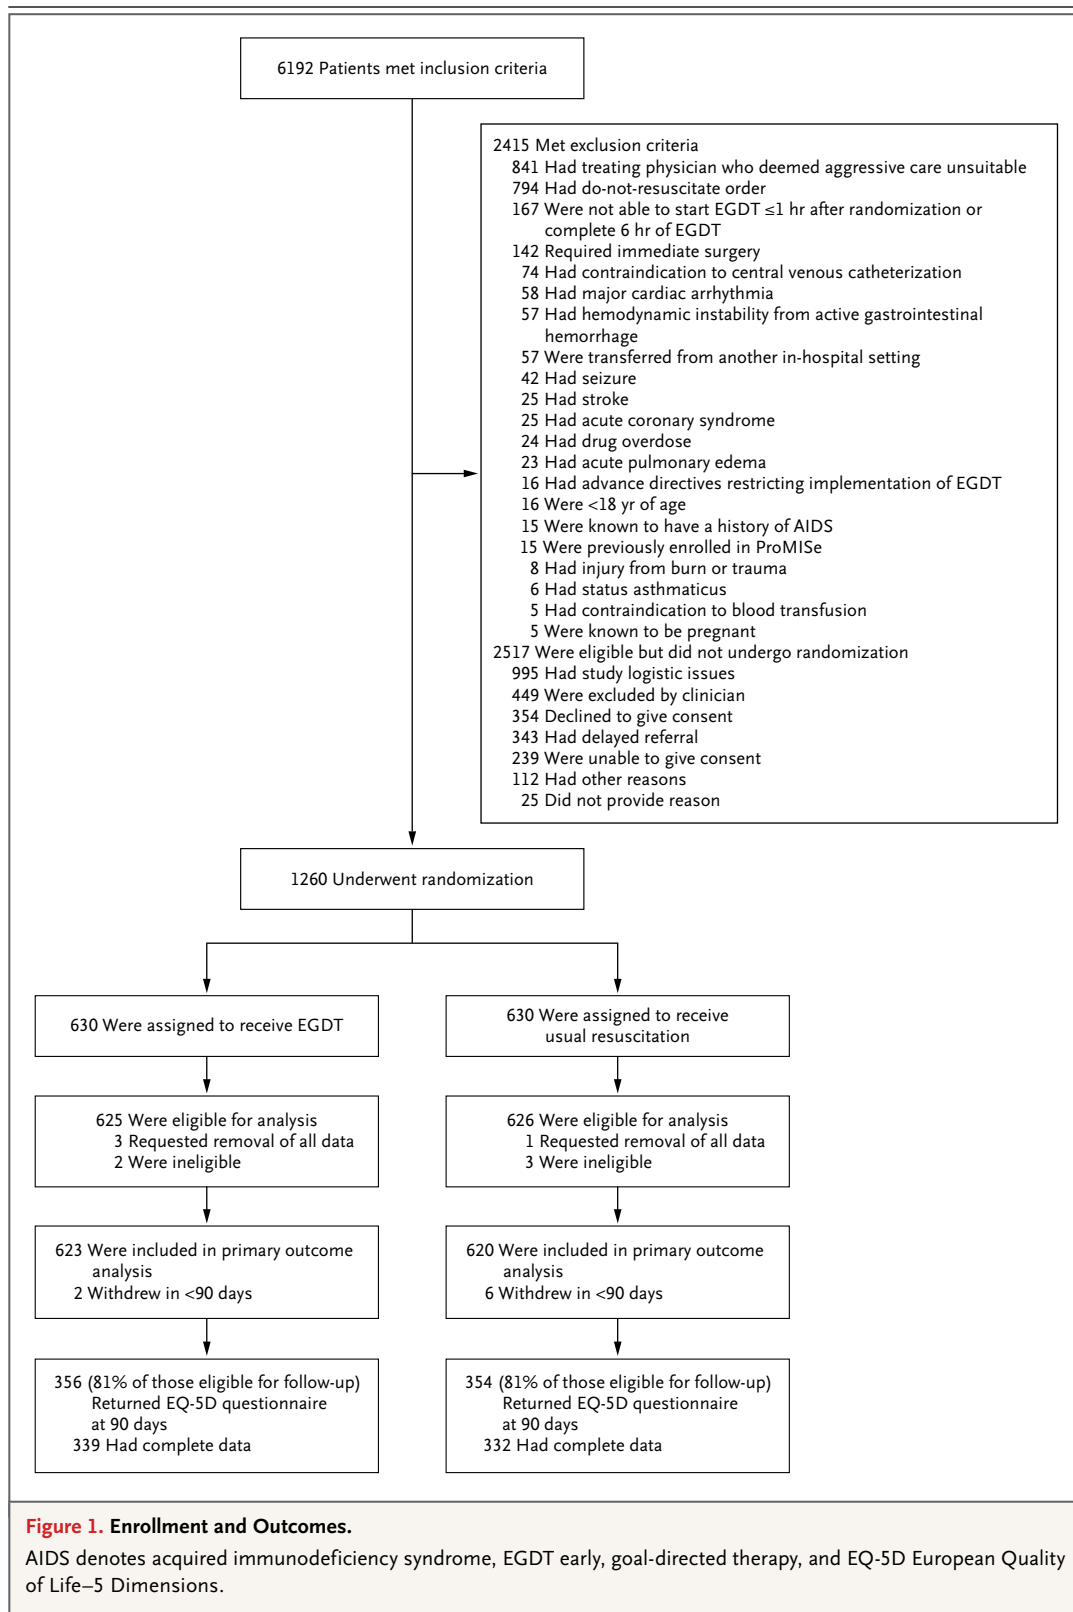 6192 Patients met inclusion criteria
2415 Met exclusion criteria
841 Had treating physician who deemed aggressive care unsuitable
794 Had do-not-resuscitate order
167 Were not able to start EGDT ≤1 hr after randomization or
complete 6 hr of EGDT
142 Required immediate surgery
74 Had contraindication to central venous catheterization
58 Had major cardiac arrhythmia
57 Had hemodynamic instability from active gastrointestinal
hemorrhage
57 Were transferred from another in-hospital setting
42 Had seizure
25 Had stroke
25 Had acute coronary syndrome
24 Had drug overdose
23 Had acute pulmonary edema
16 Had advance directives restricting implementation of EGDT
16 Were <18 yr of age
15 Were known to have a history of AIDS
15 Were previously enrolled in ProMISe
8 Had injury from burn or trauma
6 Had status asthmaticus
5 Had contraindication to blood transfusion
5 Were known to be pregnant
2517 Were eligible but did not undergo randomization
995 Had study logistic issues
449 Were excluded by clinician
354 Declined to give consent
343 Had delayed referral
239 Were unable to give consent
112 Had other reasons
25 Did not provide reason
1260 Underwent randomization
630 Were assigned to receive EGDT
630 Were assigned to receive
usual resuscitation
625 Were eligible for analysis
3 Requested removal of all data
2 Were ineligible
626 Were eligible for analysis
1 Requested removal of all data
3 Were ineligible
623 Were included in primary outcome
analysis
2 Withdrew in <90 days
620 Were included in primary outcome
analysis
6 Withdrew in <90 days
356 (81% of those eligible for follow-up)
Returned EQ-5D questionnaire
at 90 days
339 Had complete data
354 (81% of those eligible for follow-up)
Returned EQ-5D questionnaire
at 90 days
332 Had complete data
Figure 1. Enrollment and Outcomes.
AIDS denotes acquired immunodeficiency syndrome, EGDT early, goal-directed therapy, and EQ-5D European Quality
of Life–5 Dimensions.